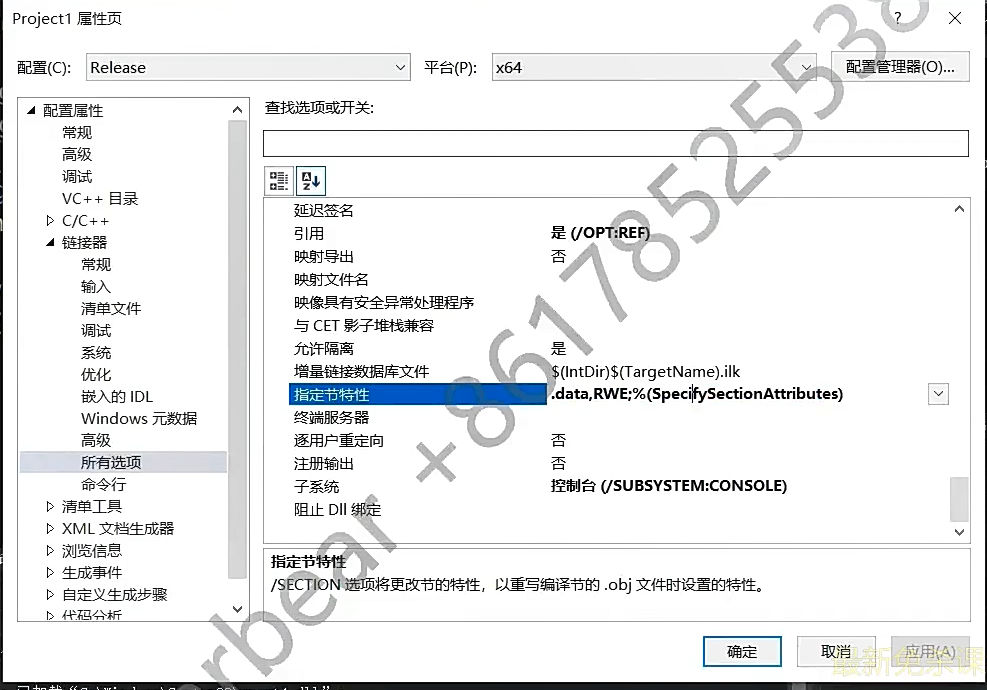 Project1 属性页
?
配置(C):
Release
平台(P):
x64
配置管理器(O)...
配置属性
常规
高级
调试
VC++ 目录
C/C++
链接器
常规
输入
清单文件
调试
系统
优化
嵌入的 IDL
Windows 元数据
高级
所有选项
命令行
清单工具
XML 文档生成器
浏览信息
生成事件
自定义生成步骤
代码分析
查找选项或开关:
延迟签名
引用 是 (/OPT:REF)
映射导出 否
映射文件名
映像具有安全异常处理程序
与 CET 影子堆栈兼容
允许隔离 是
增量链接数据库文件 $(IntDir)$(TargetName).ilk
指定节特性 .data,RWE;%(SpecifySectionAttributes)
终端服务器
逐用户重定向 否
注册输出 否
子系统 控制台 (/SUBSYSTEM:CONSOLE)
阻止 Dll 绑定
指定节特性
/SECTION 选项将更改节的特性，以重写编译节的 .obj 文件时设置的特性。
确定
取消
应用(A)
rbear +8617852553